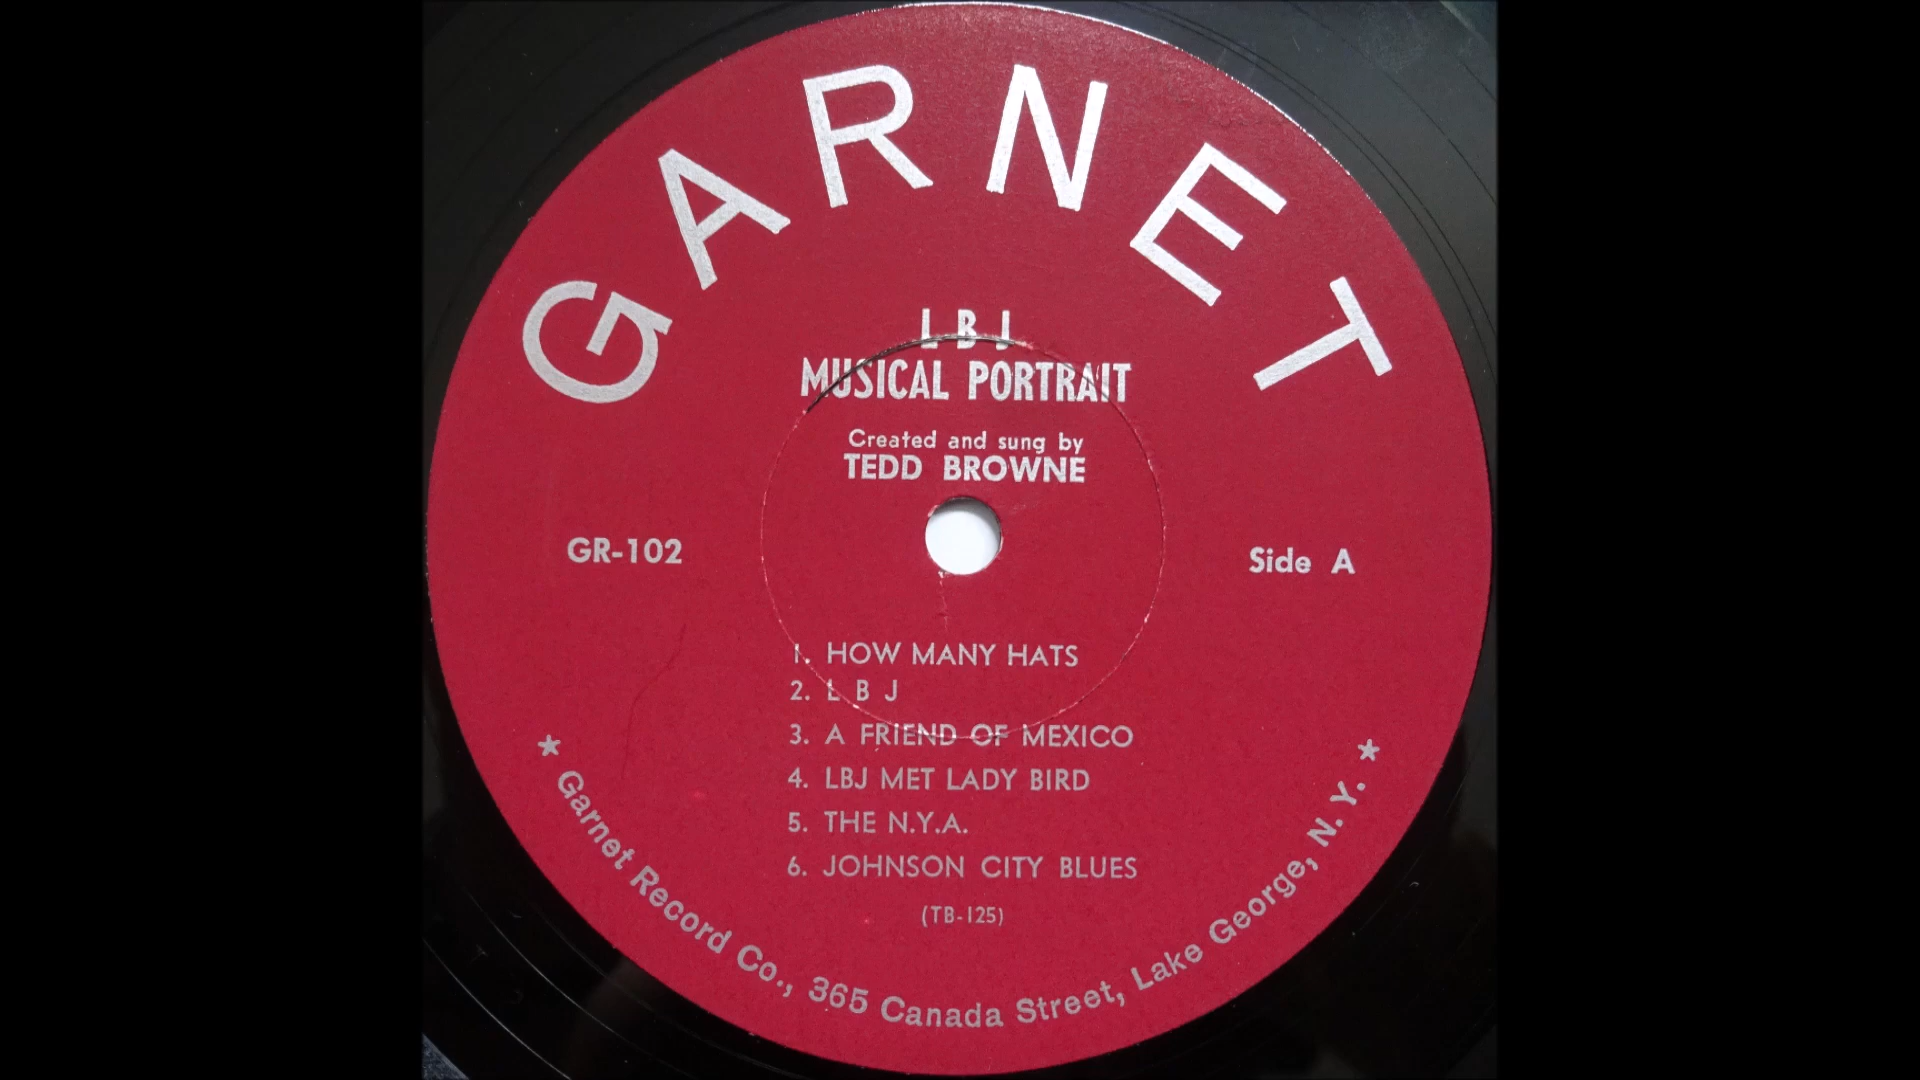 GARNET
L B J
MUSICAL PORTRAIT
Created and sung by
TEDD BROWNE
GR-102
Side A
1. HOW MANY HATS
2. L B J
3. A FRIEND OF MEXICO
4. LBJ MET LADY BIRD
5. THE N.Y.A.
6. JOHNSON CITY BLUES
(TB-125)
★ Garnet Record Co., 365 Canada Street, Lake George, N. Y. ★